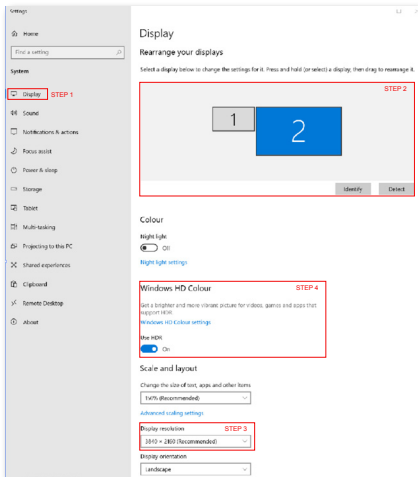 Settings
Home
Find a setting
System
Display STEP 1
Sound
Notifications & actions
Focus assist
Power & sleep
Storage
Tablet
Multi-tasking
Projecting to this PC
Shared experiences
Clipboard
Remote Desktop
About
Display
Rearrange your displays
Select a display below to change the settings for it. Press and hold (or select) a display, then drag to rearrange it.
STEP 2
1
2
Identify Detect
Colour
Night light
Off
Night light settings
Windows HD Colour STEP 4
Get a brighter and more vibrant picture for videos, games and apps that
support HDR.
Windows HD Colour settings
Use HDR
On
Scale and layout
Change the size of text, apps and other items
150% (Recommended)
Advanced scaling settings
Display resolution STEP 3
3840 × 2160 (Recommended)
Display orientation
Landscape